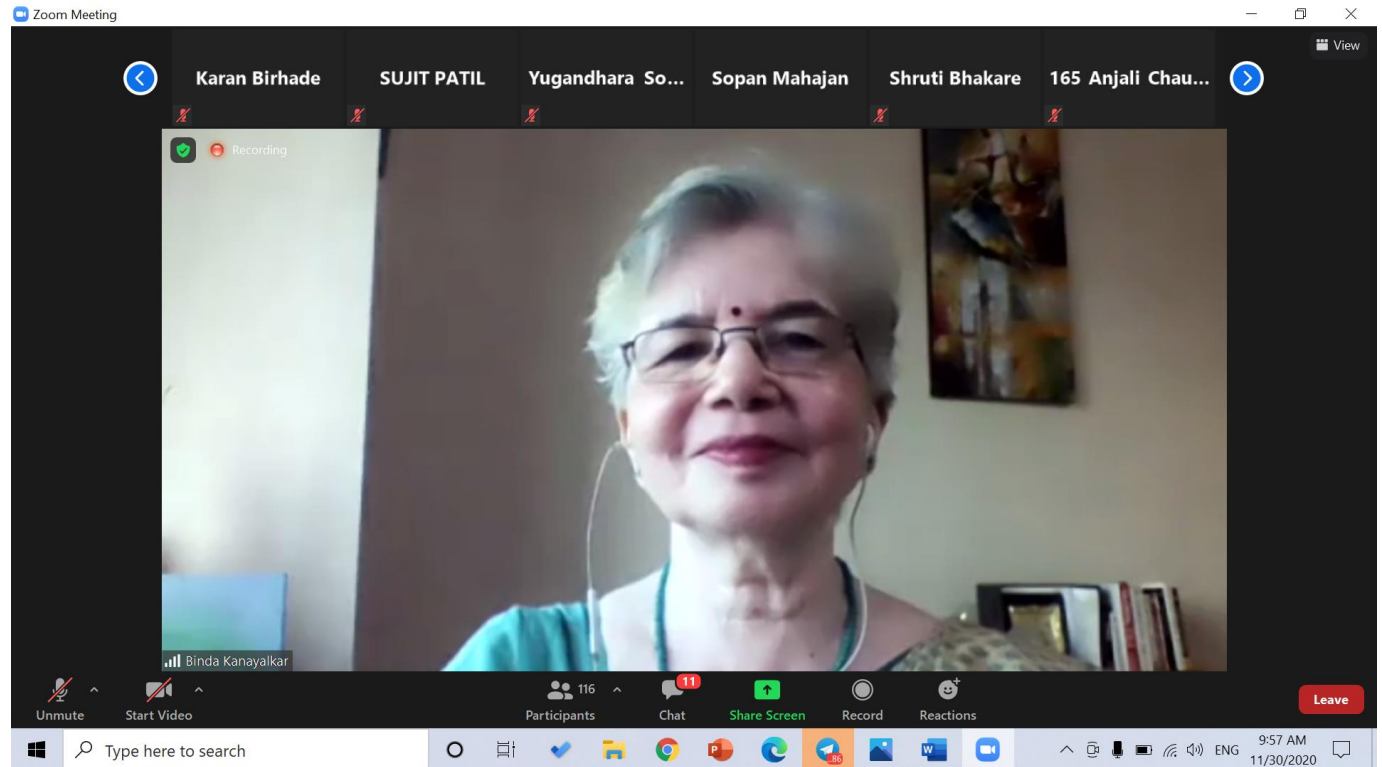 Zoom Meeting
View
Karan Birhade
SUJIT PATIL
Yugandhara So...
Sopan Mahajan
Shruti Bhakare
165 Anjali Chau...
Recording
Binda Kanayalkar
Unmute
Start Video
116
Participants
11
Chat
Share Screen
Record
Reactions
Leave
Type here to search
..86
ENG
9:57 AM
11/30/2020